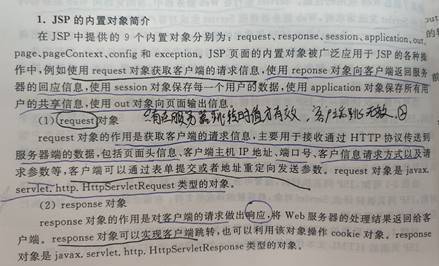 1. JSP 的内置对象简介
在 JSP 中提供的 9 个内置对象分别为：request、response、session、application、out、
page、pageContext、config 和 exception。JSP 页面的内置对象被广泛应用于 JSP 的各种操
作中，例如使用 request 对象获取客户端的请求信息，使用 reponse 对象向客户端返回服务
器的回应信息，使用 session 对象保存每一个用户的数据，使用 application 对象保存所有用
户的共享信息，使用 out 对象向页面输出信息。
(1) request 对象
有在服务器跳转时值才有效，客户端跳无效
request 对象的作用是获取客户端的请求信息，主要用于接收通过 HTTP 协议传送到
服务器端的数据，包括页面头信息、客户端主机 IP 地址、端口号、客户信息请求方式以及请
求参数等，客户端可以通过表单提交或者地址重定向发送参数。request 对象是 javax.
servlet. http. HttpServletRequest 类型的对象。
(2) response 对象
response 对象的作用是对客户端的请求做出响应，将 Web 服务器的处理结果返回给客
户端。response 对象可以实现客户端跳转，也可以利用该对象操作 cookie 对象。response
对象是 javax. servlet. http. HttpServletResponse 类型的对象。
out